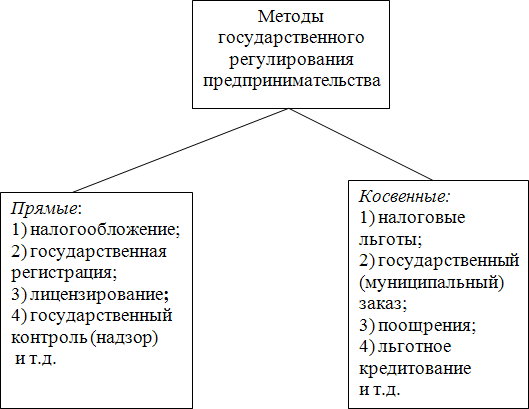 Методы
государственного
регулирования
предпринимательства
Прямые:
1) налогообложение;
2) государственная
регистрация;
3) лицензирование;
4) государственный
контроль (надзор)
и т.д.
Косвенные:
1) налоговые
льготы;
2) государственный
(муниципальный)
заказ;
3) поощрения;
4) льготное
кредитование
и т.д.